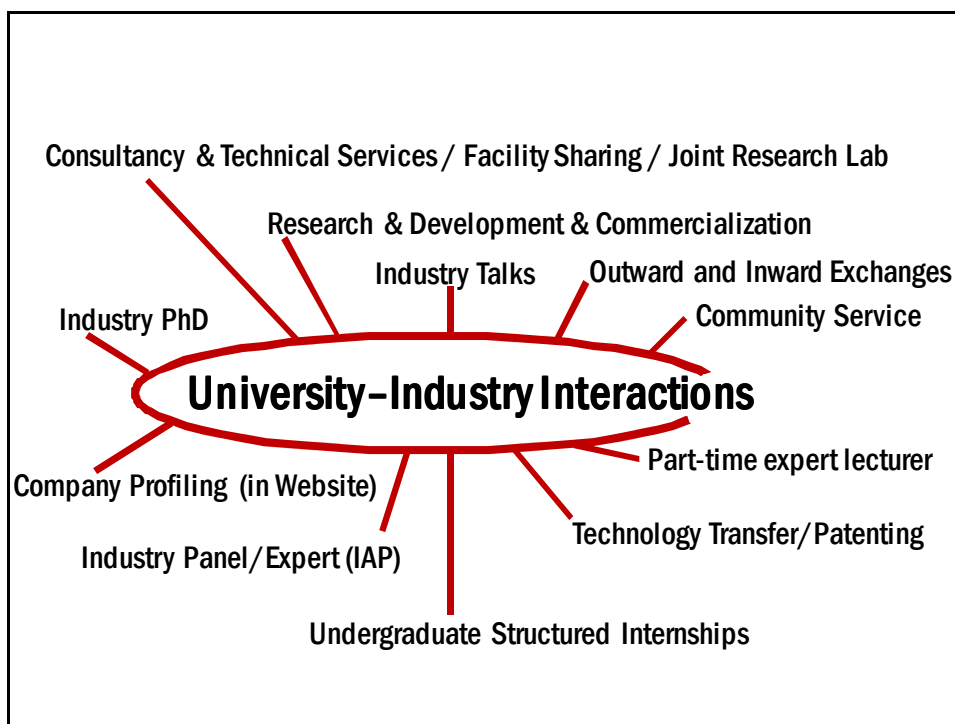 Consultancy & Technical Services / Facility Sharing / Joint Research Lab
Research & Development & Commercialization
Industry Talks
Outward and Inward Exchanges
Industry PhD
Community Service
University–Industry Interactions
Part-time expert lecturer
Company Profiling (in Website)
Technology Transfer/Patenting
Industry Panel/Expert (IAP)
Undergraduate Structured Internships